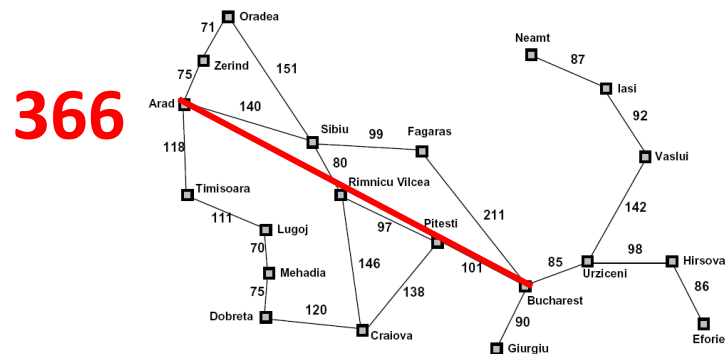 Oradea
71
Neamt
87
Zerind
151
75
Iasi
366
Arad
140
92
Sibiu
99
Fagaras
118
80
Vaslui
Rimnicu Vilcea
Timisoara
211
142
111
97
Pitesti
Lugoj
70
98
146
101
85
Hirsova
Mehadia
Urziceni
75
138
86
120
Bucharest
Dobreta
90
Craiova
Eforie
Giurgiu